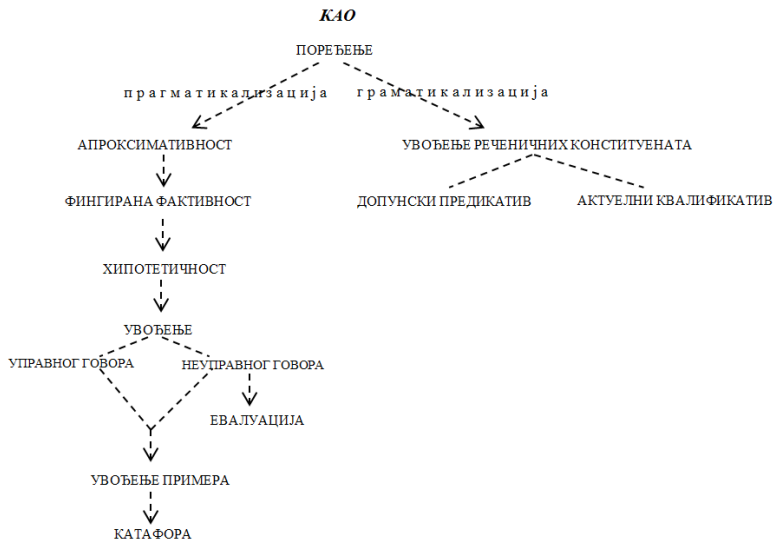 КАО
ПОРЕЂЕЊЕ
прагматикализација граматикализација
АПРОКСИМАТИВНОСТ УВОЂЕЊЕ РЕЧЕНИЧНИХ КОНСТИТУЕНАТА
ФИНГИРАНА ФАКТИВНОСТ ДОПУНСКИ ПРЕДИКАТИВ АКТУЕЛНИ КВАЛИФИКАТИВ
ХИПОТЕТИЧНОСТ
УВОЂЕЊЕ
УПРАВНОГ ГОВОРА НЕУПРАВНОГ ГОВОРА
ЕВАЛУАЦИЈА
УВОЂЕЊЕ ПРИМЕРА
КАТАФОРА